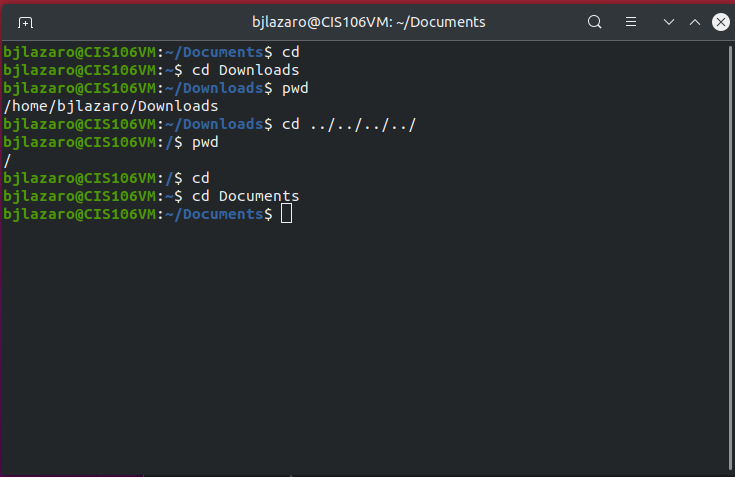 bjlazaro@CIS106VM: ~/Documents
bjlazaro@CIS106VM:~/Documents$ cd
bjlazaro@CIS106VM:~$ cd Downloads
bjlazaro@CIS106VM:~/Downloads$ pwd
/home/bjlazaro/Downloads
bjlazaro@CIS106VM:~/Downloads$ cd ../../../../
bjlazaro@CIS106VM:/$ pwd
/
bjlazaro@CIS106VM:/$ cd
bjlazaro@CIS106VM:~$ cd Documents
bjlazaro@CIS106VM:~/Documents$